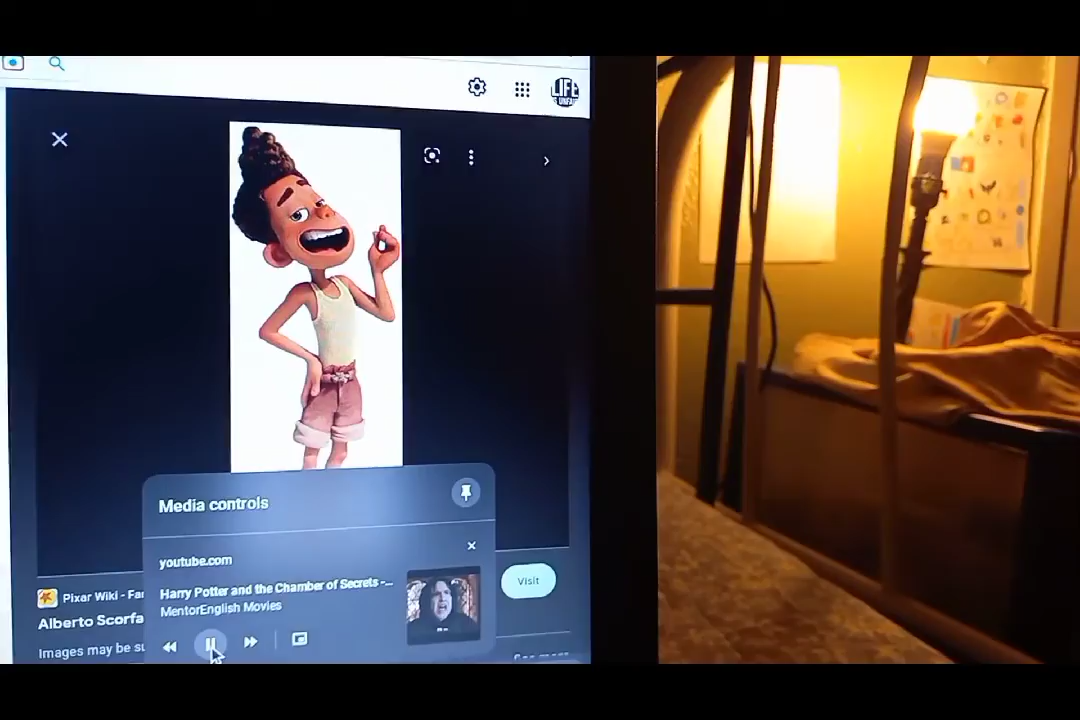 LIFE
Media controls
youtube.com
Harry Potter and the Chamber of Secrets -...
MentorEnglish Movies
Visit
Pixar Wiki - Fa
Alberto Scorfa
Images may be su